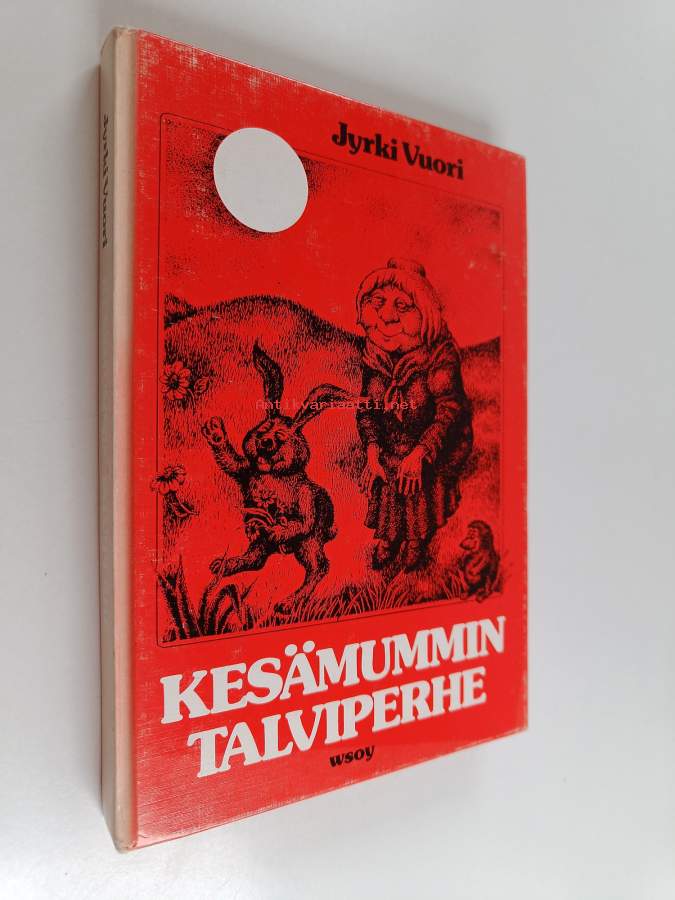 Jyrki Vuori
Jyrki Vuori
Antikvariaatti.net
KESÄMUMMIN
TALVIPERHE
wsoy